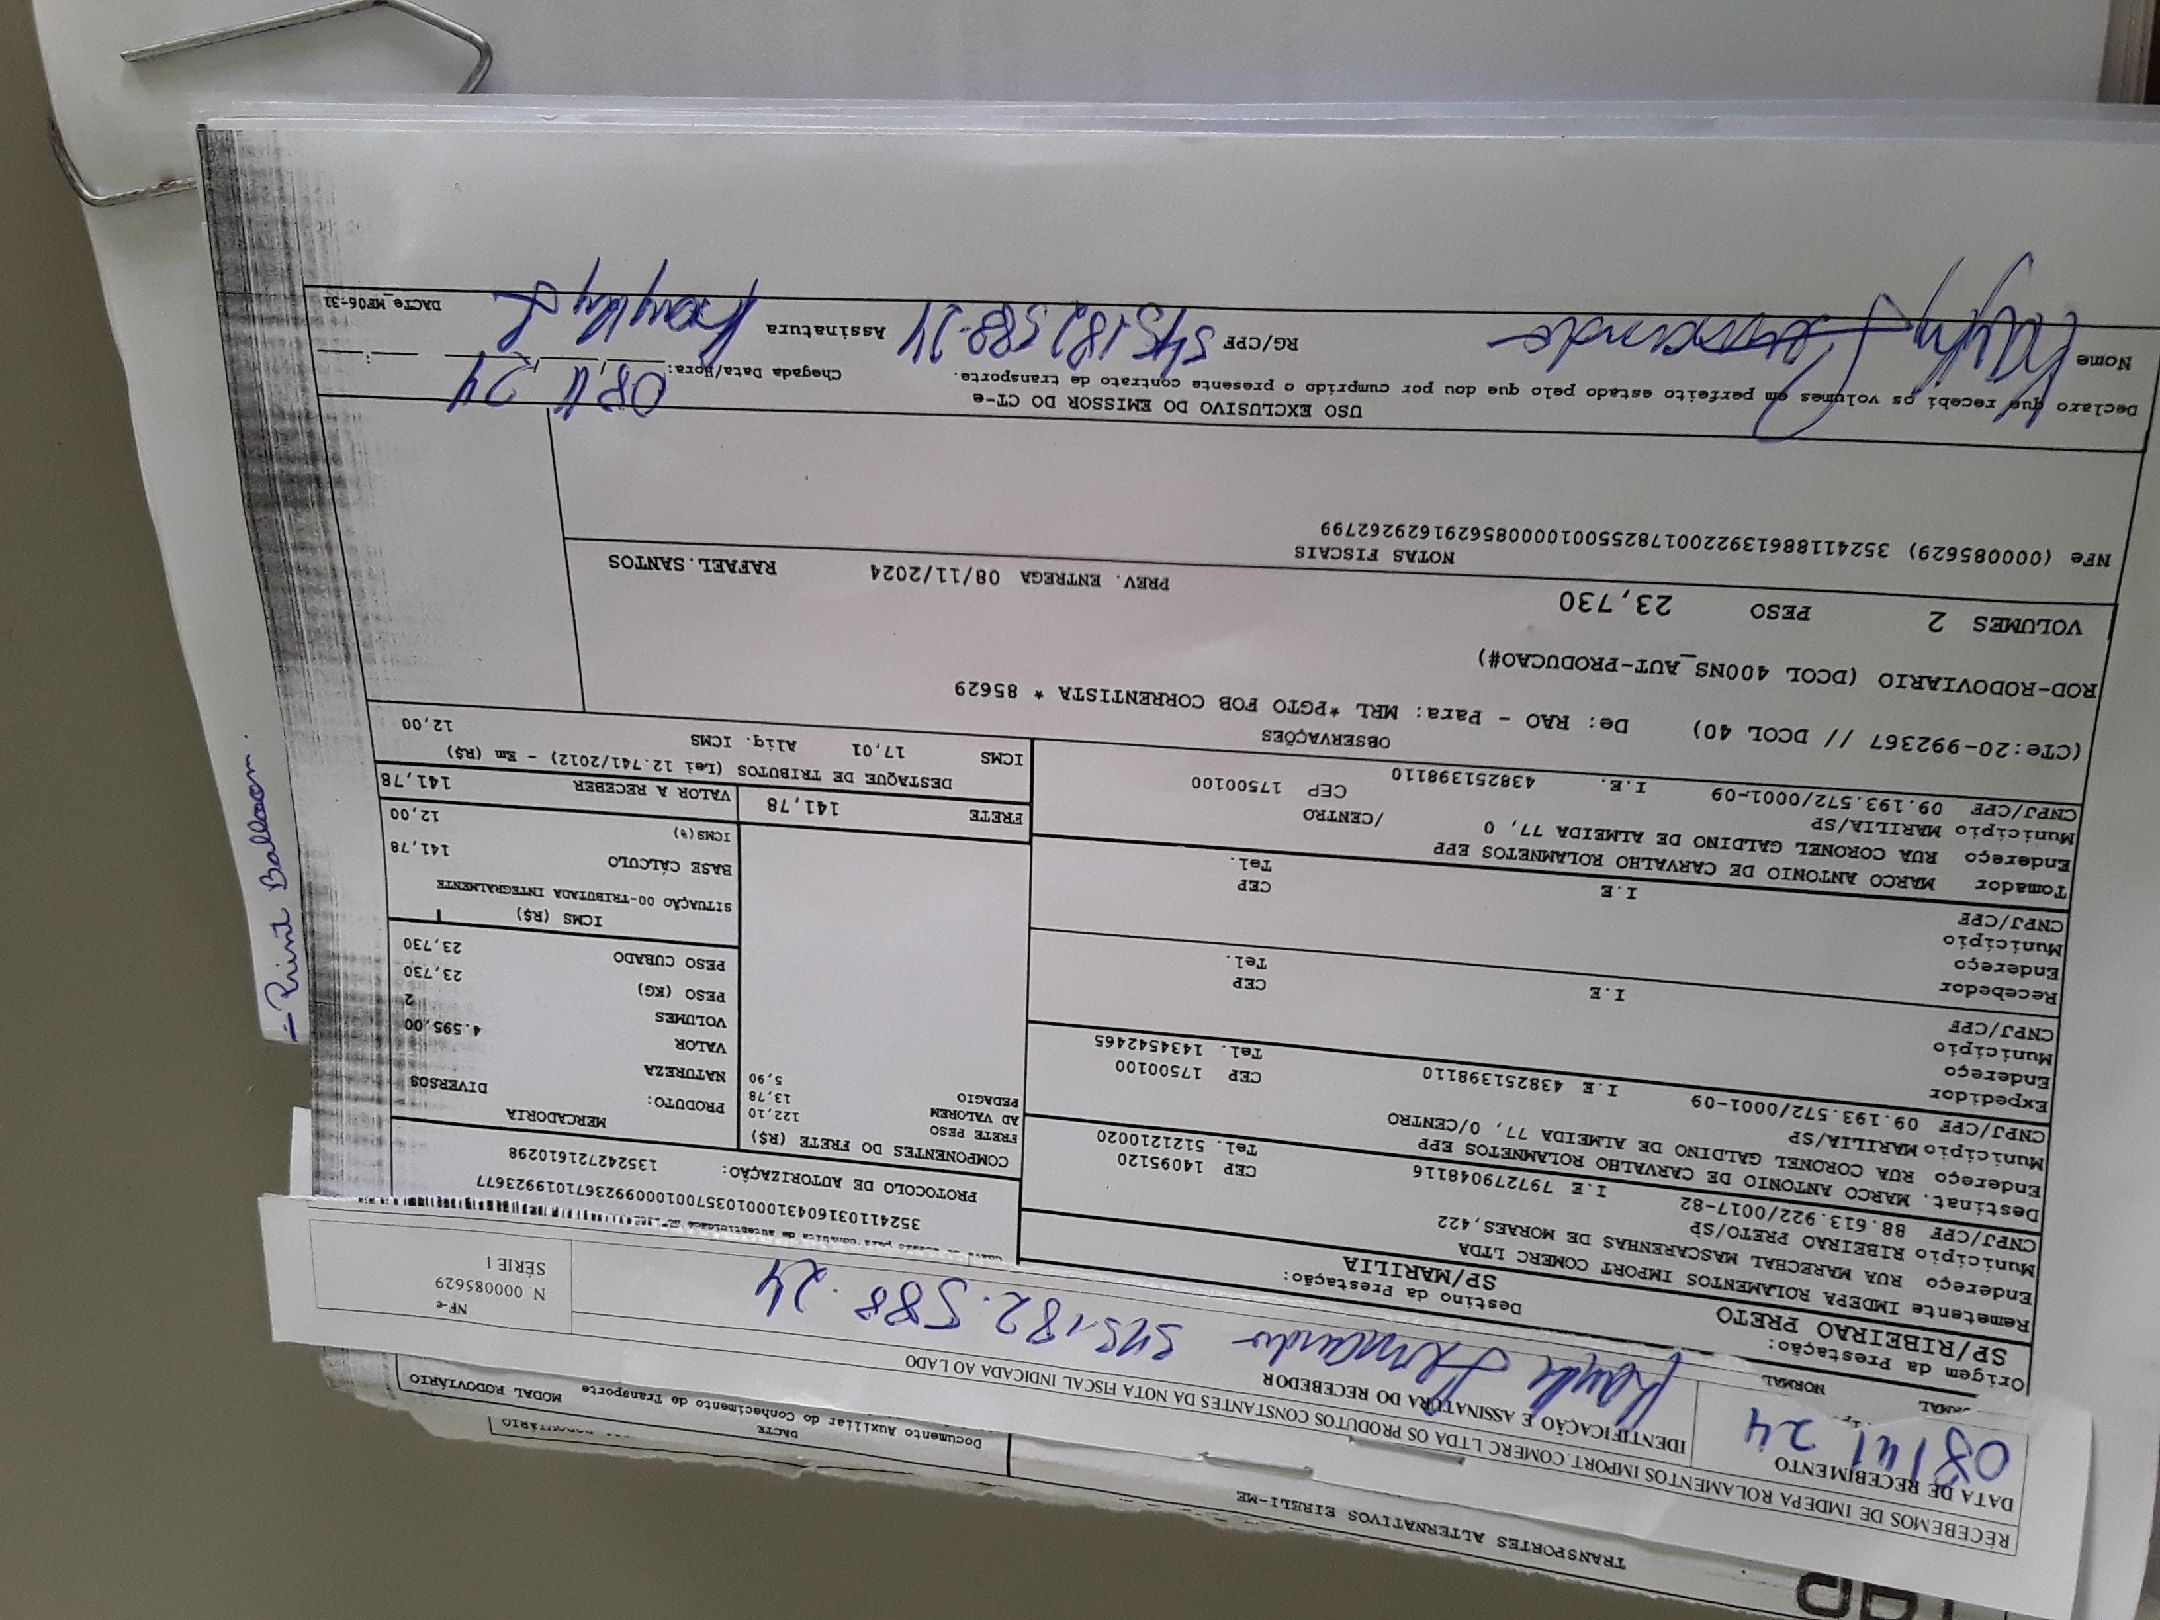 TRANSPORTES ALTERNATIVOS EIRELI-ME
DACTE
Documento Auxiliar do Conhecimento de Transporte
MODAL RODOVIÁRIO
RECEBEMOS DE IMDEPA ROLAMENTOS IMPORT. COMERC LTDA OS PRODUTOS CONSTANTES DA NOTA FISCAL INDICADA AO LADO
DATA DE RECEBIMENTO
08/11.24
IDENTIFICAÇÃO E ASSINATURA DO RECEBEDOR
Fernando 545.182.588.24
NF-e
N. 000085629
SÉRIE 1
NORMAL
Origem da Prestação:
SP/RIBEIRAO PRETO
Destino da Prestação:
SP/MARILIA
Remetente IMDEPA ROLAMENTOS IMPORT COMERC LTDA
Endereço RUA MARECHAL MASCARENHAS DE MORAES,422
Município RIBEIRAO PRETO/SP CEP 14095120
CNPJ/CPF 88.613.922/0017-82 I.E 797279048116 Tel. 5121210020
Destinat. MARCO ANTONIO DE CARVALHO ROLAMNETOS EPP
Endereço RUA CORONEL GALDINO DE ALMEIDA 77, 0/CENTRO
Município MARILIA/SP CEP 17500100
CNPJ/CPF 09.193.572/0001-09 I.E 438251398110 Tel. 1434542465
Expedidor
Endereço
Município CEP
CNPJ/CPF I.E Tel.
Recebedor
Endereço
Município CEP
CNPJ/CPF I.E Tel.
Tomador MARCO ANTONIO DE CARVALHO ROLAMNETOS EPP
Endereço RUA CORONEL GALDINO DE ALMEIDA 77, 0 /CENTRO
Município MARILIA/SP CEP 17500100
CNPJ/CPF 09.193.572/0001-09 I.E. 438251398110
35241103160431000103570010009923671019923677
PROTOCOLO DE AUTORIZAÇÃO: 135242721610298
COMPONENTES DO FRETE (R$)
FRETE PESO 122,10
AD VALOREM 13,78
PEDAGIO 5,90
FRETE 141,78
MERCADORIA
PRODUTO: DIVERSOS
NATUREZA
VALOR 4.595,00
VOLUMES 2
PESO (KG) 23,730
PESO CUBADO 23,730
ICMS (R$)
SITUAÇÃO 00-TRIBUTADA INTEGRALMENTE
BASE CÁLCULO 141,78
ICMS(%) 12,00
VALOR A RECEBER 141,78
DESTAQUE DE TRIBUTOS (Lei 12.741/2012) - Em (R$)
ICMS 17,01 Aliq. ICMS 12,00
OBSERVAÇÕES
(CTe:20-992367 // DCOL 40) De: RAO - Para: MRL *PGTO FOB CORRENTISTA * 85629
ROD-RODOVIARIO (DCOL 400NS_AUT-PRODUCAO#)
VOLUMES 2 PESO 23,730 PREV. ENTREGA 08/11/2024 RAFAEL.SANTOS
NOTAS FISCAIS
NFe (000085629) 35241188613922001782550010000856291629262799
USO EXCLUSIVO DO EMISSOR DO CT-e
Declaro que recebi os volumes em perfeito estado pelo que dou por cumprido o presente contrato de transporte.
Chegada Data/Hora: 08 11 24
Nome RG/CPF 545.182.588-24 Assinatura
DACTe_MF06-31